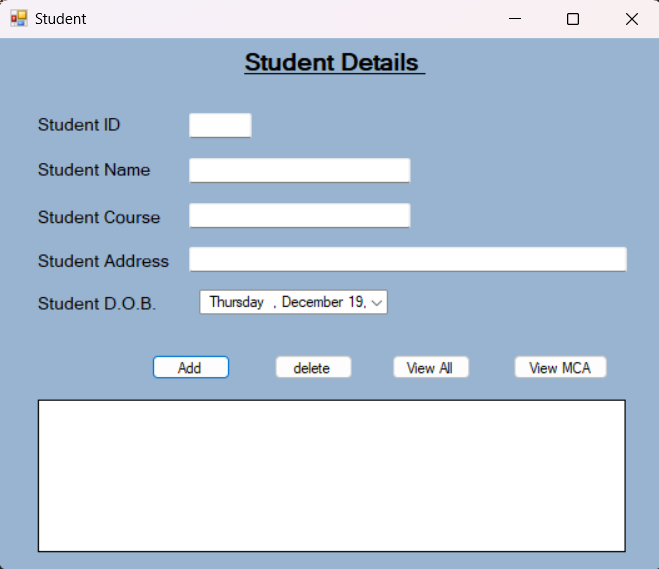 Student
Student Details
Student ID
Student Name
Student Course
Student Address
Student D.O.B. Thursday , December 19,
Add delete View All View MCA